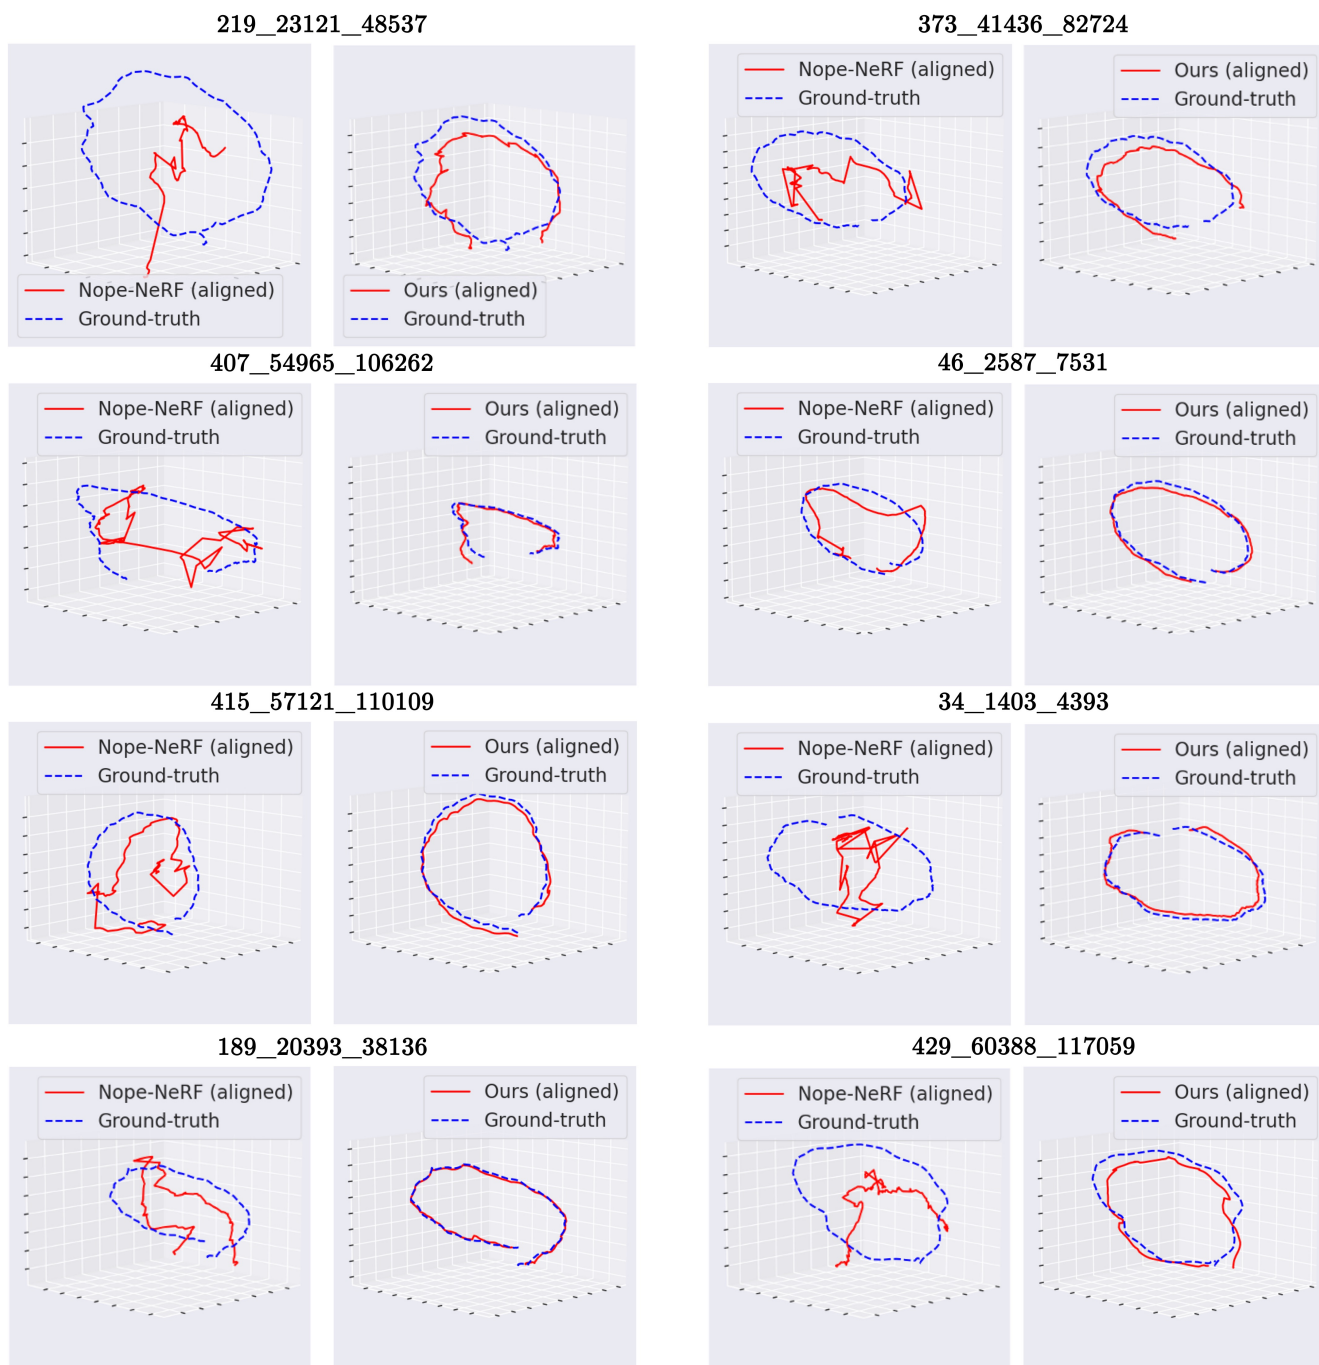 219_23121_48537
Nope-NeRF (aligned)
Ground-truth
Ours (aligned)
Ground-truth
373_41436_82724
Nope-NeRF (aligned)
Ground-truth
Ours (aligned)
Ground-truth
407_54965_106262
Nope-NeRF (aligned)
Ground-truth
Ours (aligned)
Ground-truth
46_2587_7531
Nope-NeRF (aligned)
Ground-truth
Ours (aligned)
Ground-truth
415_57121_110109
Nope-NeRF (aligned)
Ground-truth
Ours (aligned)
Ground-truth
34_1403_4393
Nope-NeRF (aligned)
Ground-truth
Ours (aligned)
Ground-truth
189_20393_38136
Nope-NeRF (aligned)
Ground-truth
Ours (aligned)
Ground-truth
429_60388_117059
Nope-NeRF (aligned)
Ground-truth
Ours (aligned)
Ground-truth